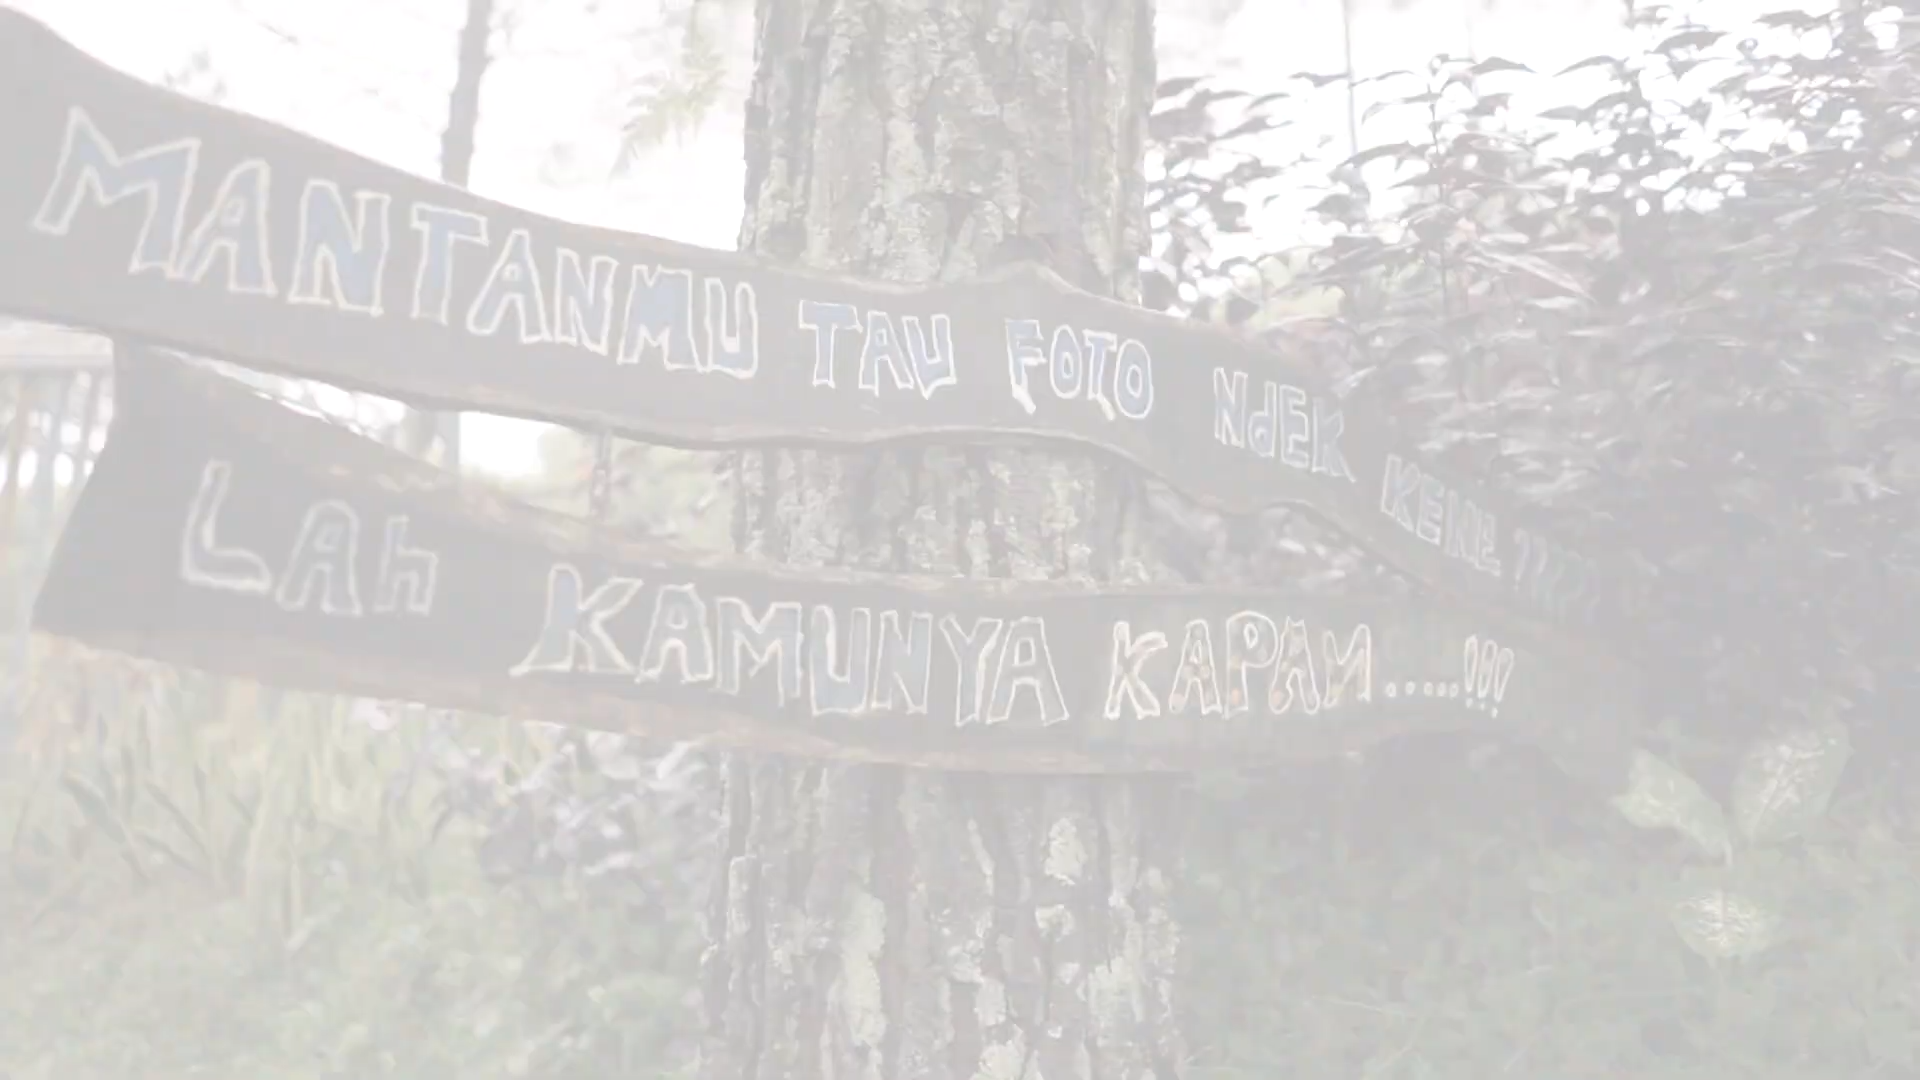 MANTANMU TAU FOTO NdEK KENE ?????
LAh KAMUNYA KAPAN.....!!!